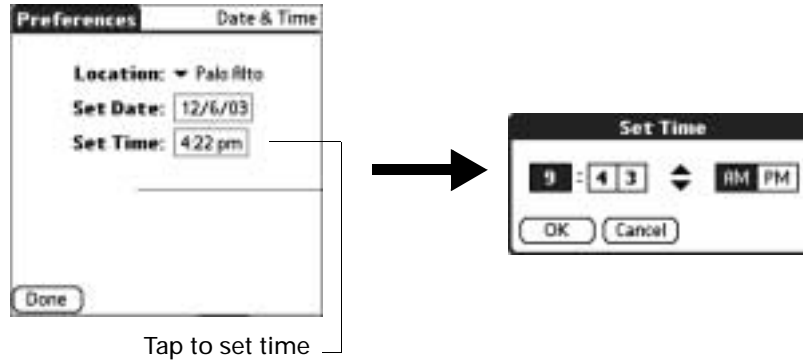 Preferences Date & Time
Location: Palo Alto
Set Date: 12/6/03
Set Time: 4:22 pm
Done
Tap to set time
Set Time
9 : 4 3 AM PM
OK Cancel